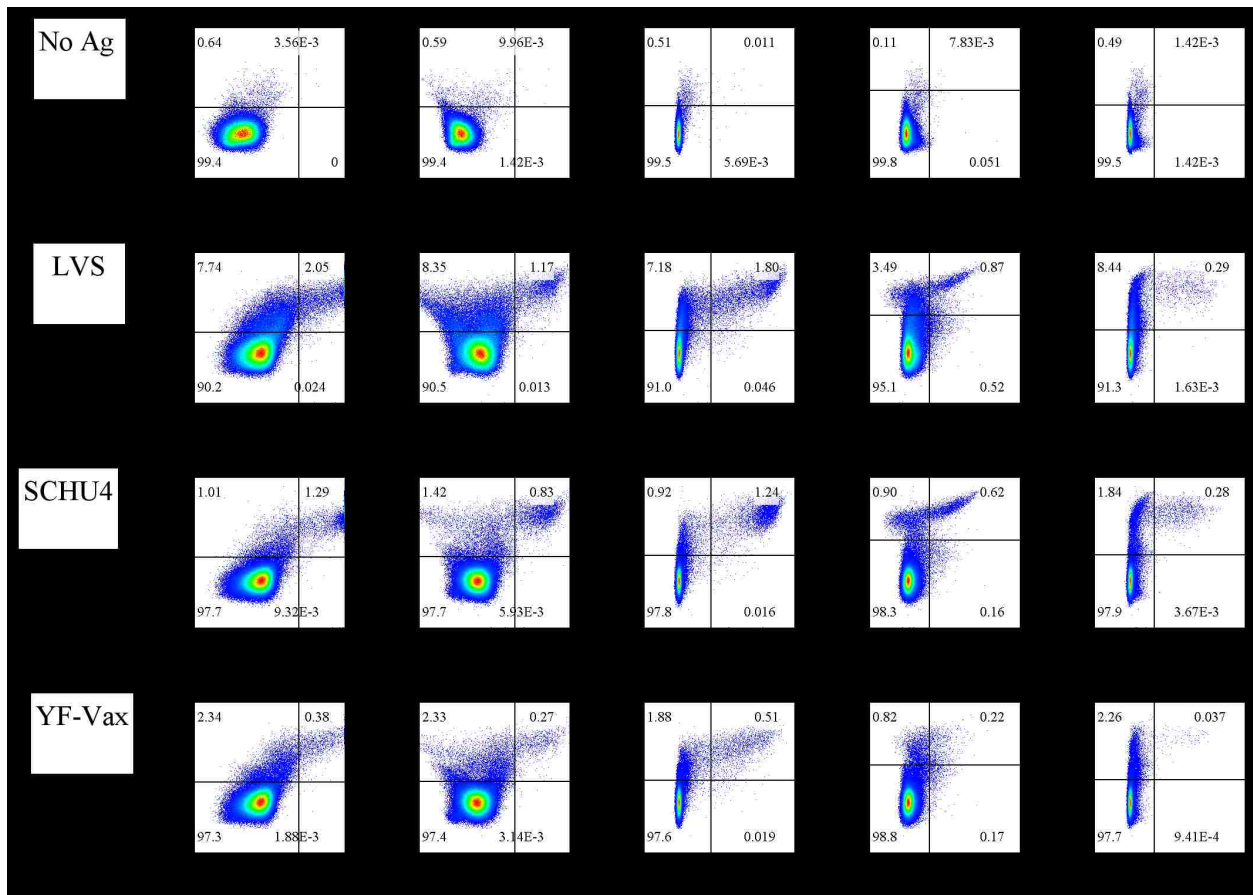 No Ag
0.64 3.56E-3 0.59 9.96E-3 0.51 0.011 0.11 7.83E-3 0.49 1.42E-3
99.4 0 99.4 1.42E-3 99.5 5.69E-3 99.8 0.051 99.5 1.42E-3
LVS
7.74 2.05 8.35 1.17 7.18 1.80 3.49 0.87 8.44 0.29
90.2 0.024 90.5 0.013 91.0 0.046 95.1 0.52 91.3 1.63E-3
SCHU4
1.01 1.29 1.42 0.83 0.92 1.24 0.90 0.62 1.84 0.28
97.7 9.32E-3 97.7 5.93E-3 97.8 0.016 98.3 0.16 97.9 3.67E-3
YF-Vax
2.34 0.38 2.33 0.27 1.88 0.51 0.82 0.22 2.26 0.037
97.3 1.88E-3 97.4 3.14E-3 97.6 0.019 98.8 0.17 97.7 9.41E-4